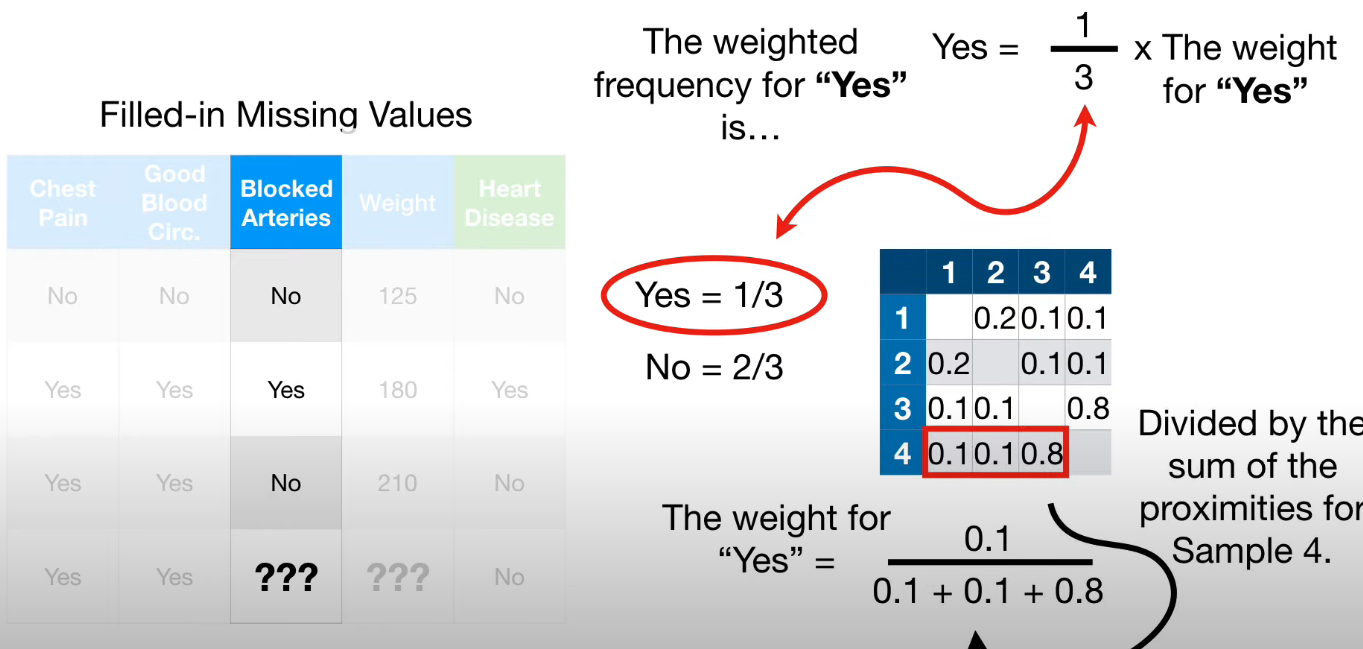 The weighted
frequency for “Yes”
is…
Yes = 1/3 x The weight
for “Yes”
Filled-in Missing Values
Chest Pain | Good Blood Circ. | Blocked Arteries | Weight | Heart Disease
No | No | No | 125 | No
Yes | Yes | Yes | 180 | Yes
Yes | Yes | No | 210 | No
Yes | Yes | ??? | ??? | No
Yes = 1/3
No = 2/3
1 2 3 4
1 0.2 0.1 0.1
2 0.2 0.1 0.1
3 0.1 0.1 0.8
4 0.1 0.1 0.8
Divided by the
sum of the
proximities for
Sample 4.
The weight for
“Yes” =
0.1
0.1 + 0.1 + 0.8